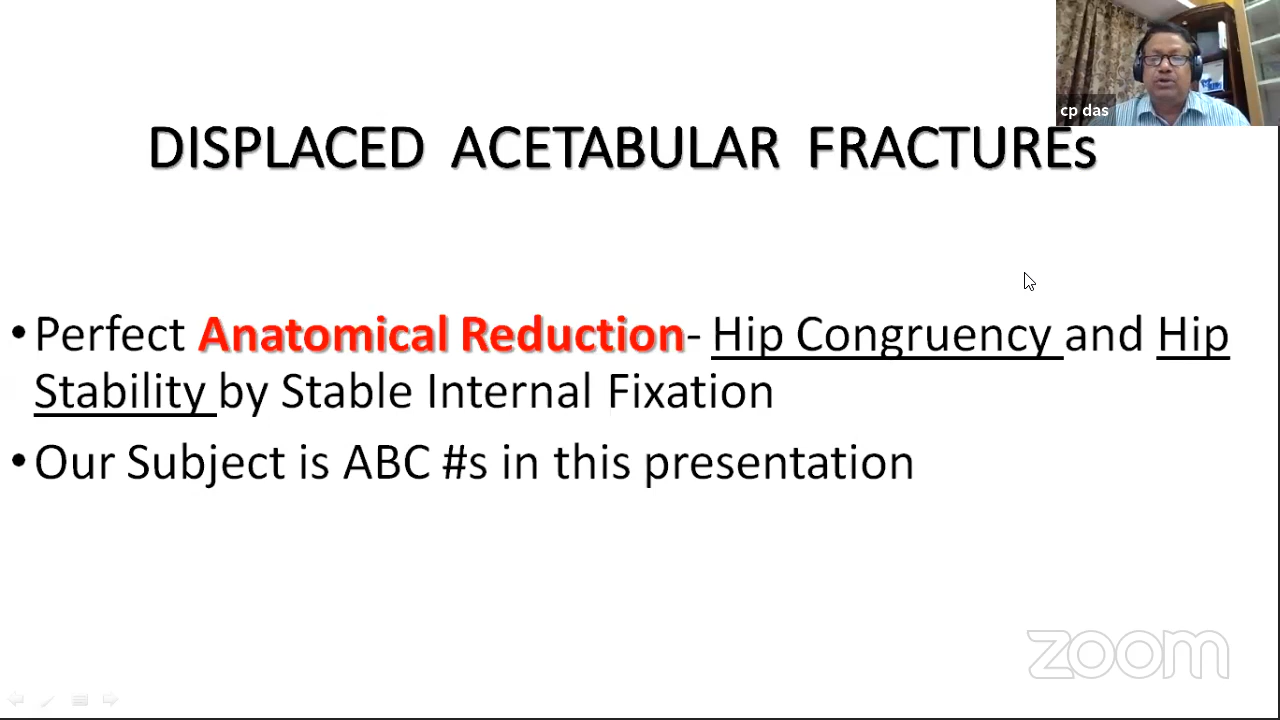 cp das
DISPLACED ACETABULAR FRACTUREs
•Perfect Anatomical Reduction- Hip Congruency and Hip
Stability by Stable Internal Fixation
•Our Subject is ABC #s in this presentation
zoom